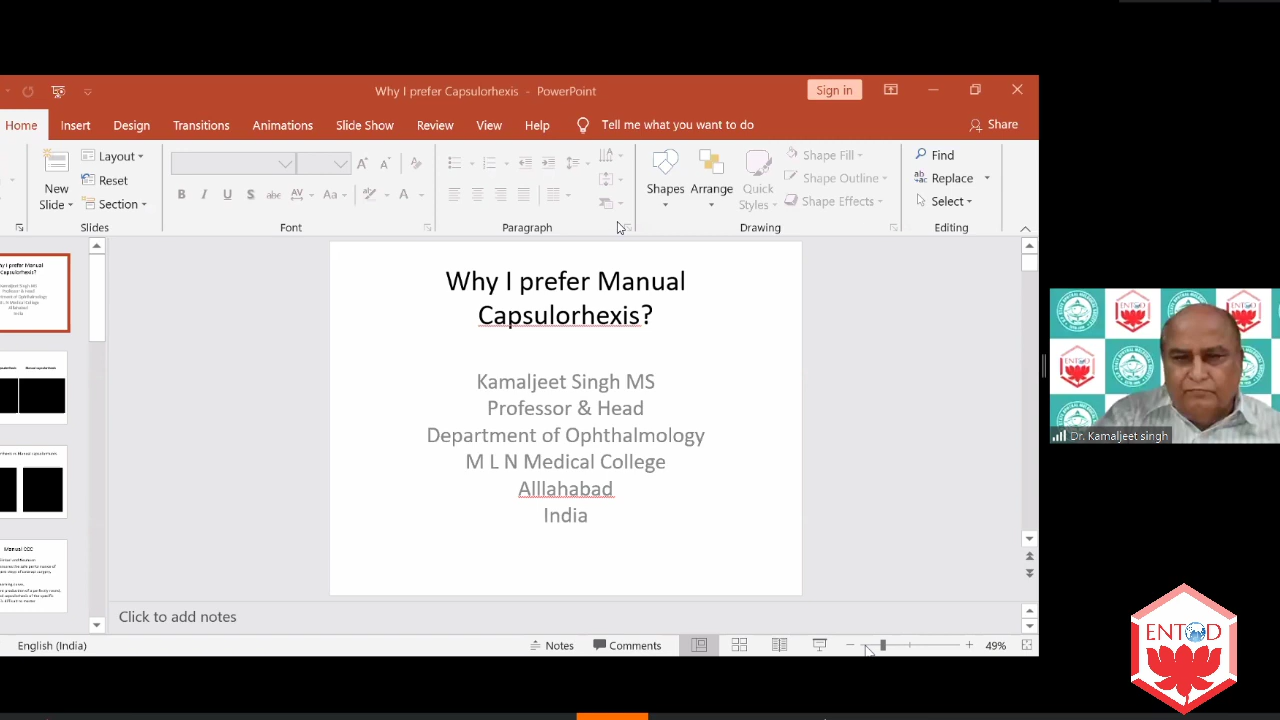 Why I prefer Capsulorhexis - PowerPoint
Sign in
Home Insert Design Transitions Animations Slide Show Review View Help Tell me what you want to do Share
New Slide
Layout
Reset
Section
Slides
Font
Paragraph
Shapes
Arrange
Quick Styles
Shape Fill
Shape Outline
Shape Effects
Drawing
Find
Replace
Select
Editing
Why I prefer Manual
Capsulorhexis?
Kamaljeet Singh MS
Professor & Head
Department of Ophthalmology
M L N Medical College
Alllahabad
India
Manual CCC
Click to add notes
English (India)
Notes Comments 49%
Dr. Kamaljeet singh
ENTOD